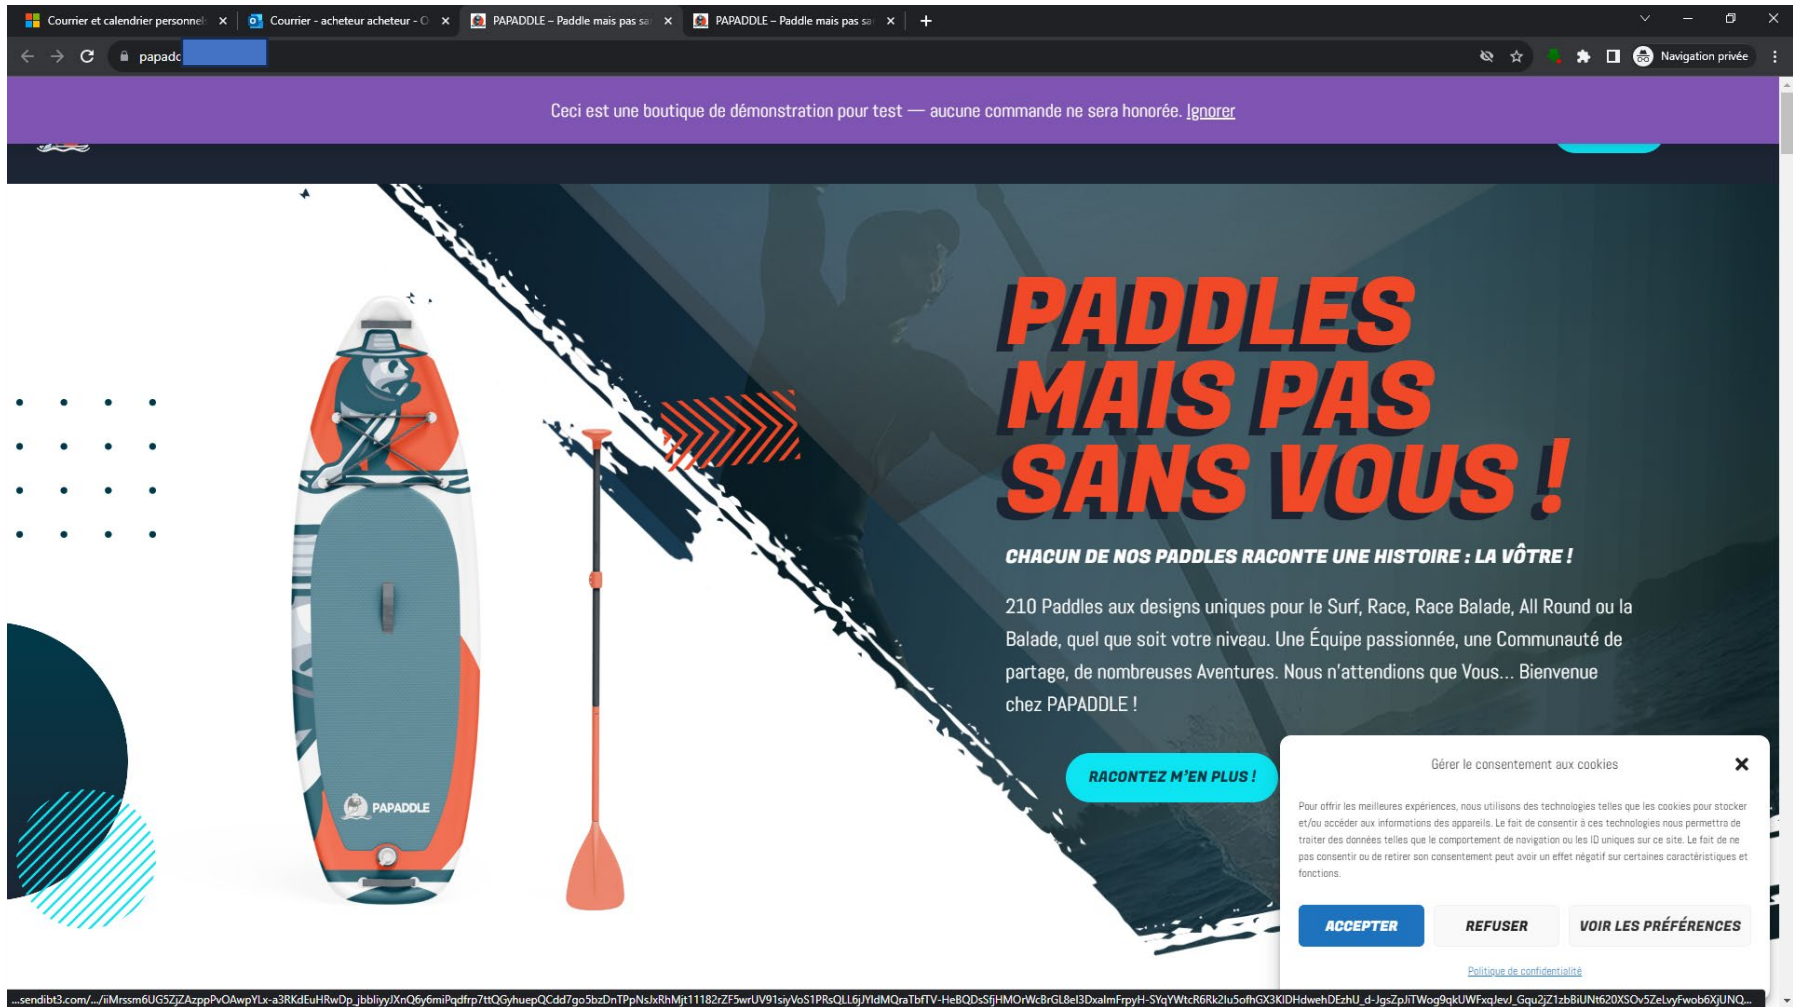 Courrier et calendrier personnel
Courrier - acheteur acheteur - O
PAPADDLE – Paddle mais pas sa
PAPADDLE – Paddle mais pas sa
papadd
Navigation privée
Ceci est une boutique de démonstration pour test — aucune commande ne sera honorée. Ignorer
PADDLES
MAIS PAS
SANS VOUS !
CHACUN DE NOS PADDLES RACONTE UNE HISTOIRE : LA VÔTRE !
210 Paddles aux designs uniques pour le Surf, Race, Race Balade, All Round ou la
Balade, quel que soit votre niveau. Une Équipe passionnée, une Communauté de
partage, de nombreuses Aventures. Nous n'attendions que Vous... Bienvenue
chez PAPADDLE !
RACONTEZ M'EN PLUS !
PAPADDLE
Gérer le consentement aux cookies
Pour offrir les meilleures expériences, nous utilisons des technologies telles que les cookies pour stocker
et/ou accéder aux informations des appareils. Le fait de consentir à ces technologies nous permettra de
traiter des données telles que le comportement de navigation ou les ID uniques sur ce site. Le fait de ne
pas consentir ou de retirer son consentement peut avoir un effet négatif sur certaines caractéristiques et
fonctions.
ACCEPTER
REFUSER
VOIR LES PRÉFÉRENCES
Politique de confidentialité